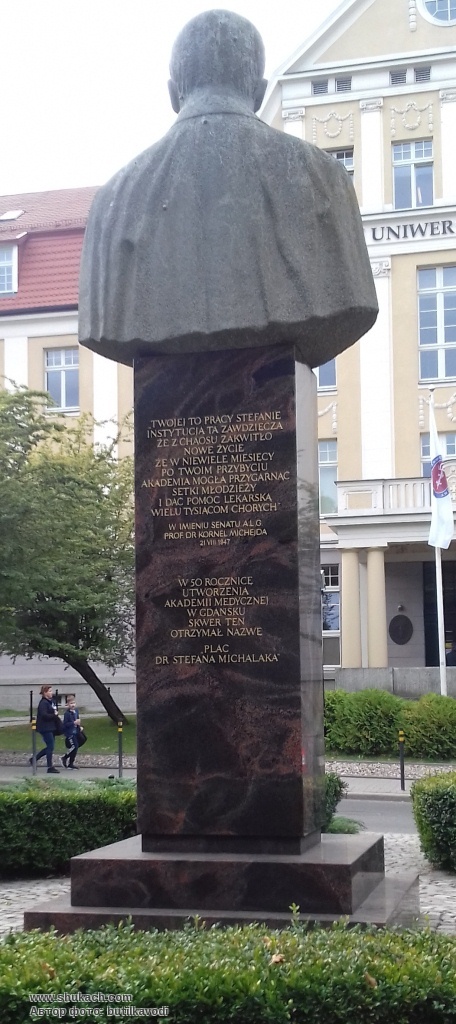 UNIWER
„TWOJEJ TO PRACY STEFANIE
INSTYTUCJA TA ZAWDZIĘCZA
ŻE Z CHAOSU ZAKWITŁO
NOWE ŻYCIE
ŻE W NIEWIELE MIESIĘCY
PO TWOIM PRZYBYCIU
AKADEMIA MOGŁA PRZYGARNĄĆ
SETKI MŁODZIEŻY
I DAĆ POMOC LEKARSKĄ
WIELU TYSIĄCOM CHORYCH"
W IMIENIU SENATU A.L.G.
PROF. DR KORNEL MICHEJDA
21 VIII 1947
W 50 ROCZNICĘ
UTWORZENIA
AKADEMII MEDYCZNEJ
W GDAŃSKU
SKWER TEN
OTRZYMAŁ NAZWĘ
„PLAC
DR STEFANA MICHALAKA"
www.shukach.com
Автор фото: butilkavodi